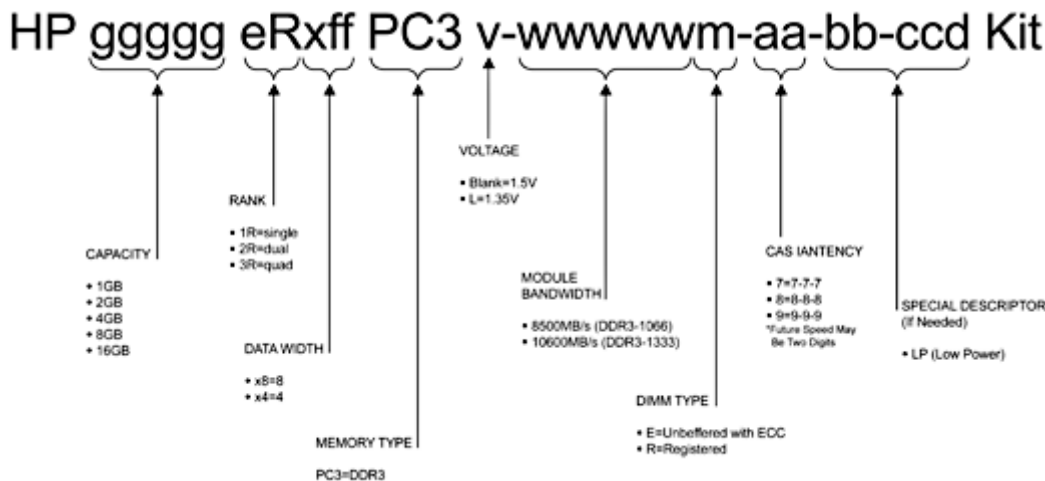 HP ggggg eRxff PC3 v-wwwwwm-aa-bb-ccd Kit
VOLTAGE
• Blank=1.5V
• L=1.35V
RANK
• 1R=single
• 2R=dual
• 3R=quad
CAPACITY
• 1GB
• 2GB
• 4GB
• 8GB
• 16GB
CAS IANTENCY
• 7=7-7-7
• 8=8-8-8
• 9=9-9-9
*Future Speed May
Be Two Digits
MODULE
BANDWIDTH
• 8500MB/s (DDR3-1066)
• 10600MB/s (DDR3-1333)
SPECIAL DESCRIPTOR
(If Needed)
• LP (Low Power)
DATA WIDTH
• x8=8
• x4=4
DIMM TYPE
• E=Unbeffered with ECC
• R=Registered
MEMORY TYPE
PC3=DDR3